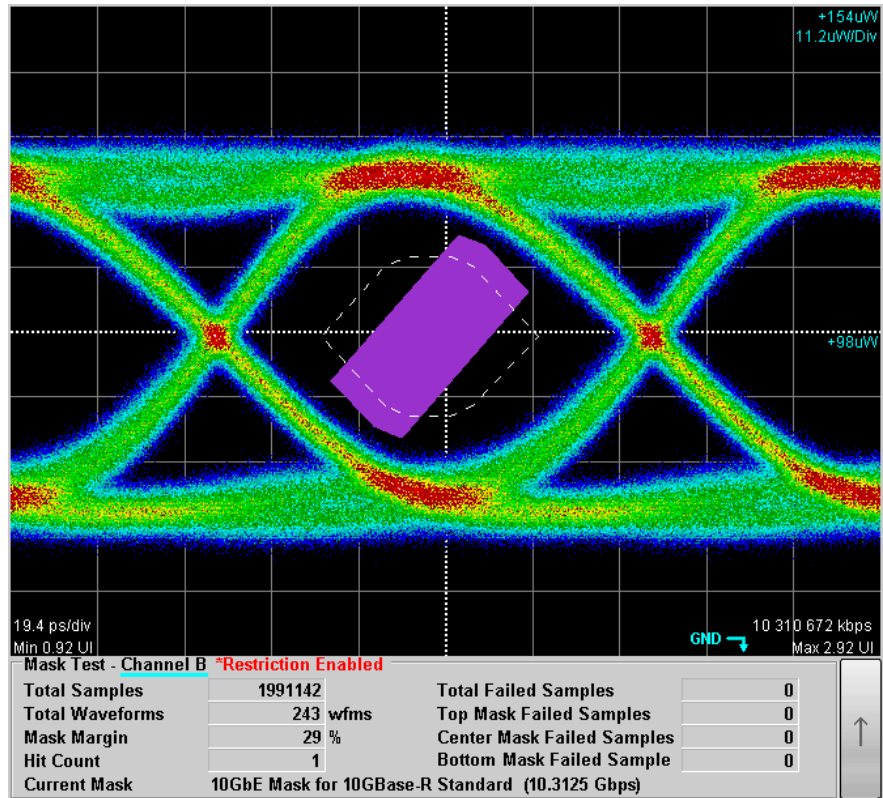 +154uW
11.2uW/Div
+98uW
19.4 ps/div
Min 0.92 UI
GND
10 310 672 kbps
Max 2.92 UI
Mask Test - Channel B *Restriction Enabled
Total Samples 1991142
Total Waveforms 243 wfms
Mask Margin 29 %
Hit Count 1
Total Failed Samples 0
Top Mask Failed Samples 0
Center Mask Failed Samples 0
Bottom Mask Failed Sample 0
Current Mask 10GbE Mask for 10GBase-R Standard (10.3125 Gbps)